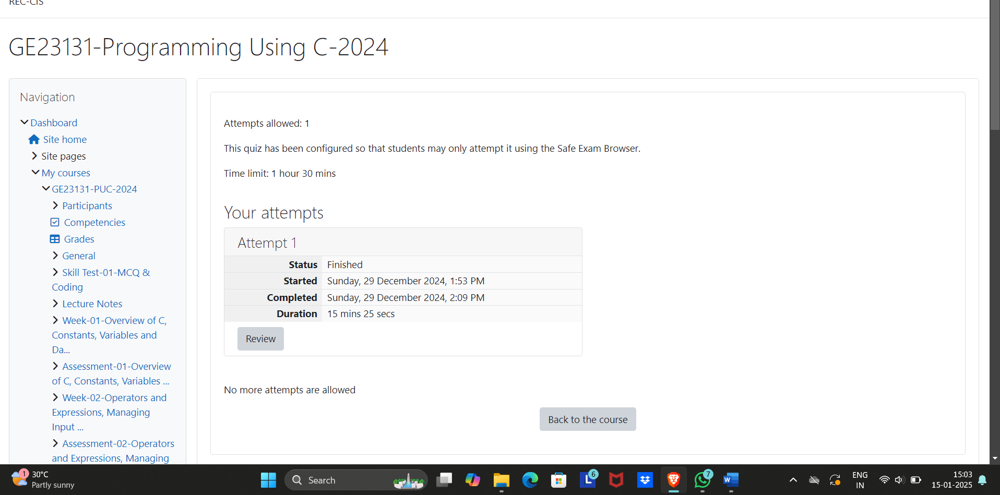 REC-CIS
GE23131-Programming Using C-2024
Navigation
Dashboard
Site home
Site pages
My courses
GE23131-PUC-2024
Participants
Competencies
Grades
General
Skill Test-01-MCQ &
Coding
Lecture Notes
Week-01-Overview of C,
Constants, Variables and
Da...
Assessment-01-Overview
of C, Constants, Variables ...
Week-02-Operators and
Expressions, Managing
Input ...
Assessment-02-Operators
and Expressions, Managing
Attempts allowed: 1
This quiz has been configured so that students may only attempt it using the Safe Exam Browser.
Time limit: 1 hour 30 mins
Your attempts
Attempt 1
Status Finished
Started Sunday, 29 December 2024, 1:53 PM
Completed Sunday, 29 December 2024, 2:09 PM
Duration 15 mins 25 secs
Review
No more attempts are allowed
Back to the course
1
30°C
Partly sunny
Search
L
6
7
W
ENG
IN
15:03
15-01-2025